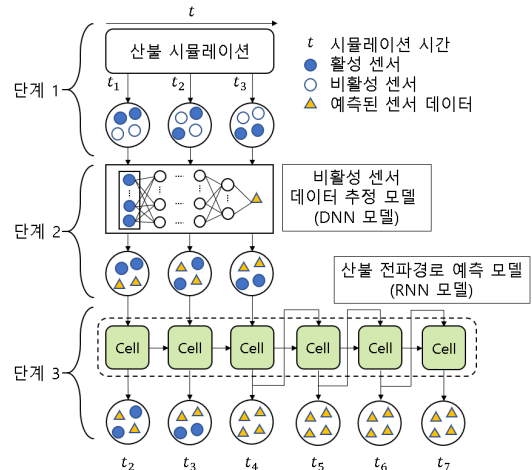 t
산불 시뮬레이션
t 시뮬레이션 시간
활성 센서
비활성 센서
예측된 센서 데이터
단계 1
t₁ t₂ t₃
단계 2
비활성 센서
데이터 추정 모델
(DNN 모델)
산불 전파경로 예측 모델
(RNN 모델)
단계 3
Cell Cell Cell Cell Cell Cell
t₂ t₃ t₄ t₅ t₆ t₇